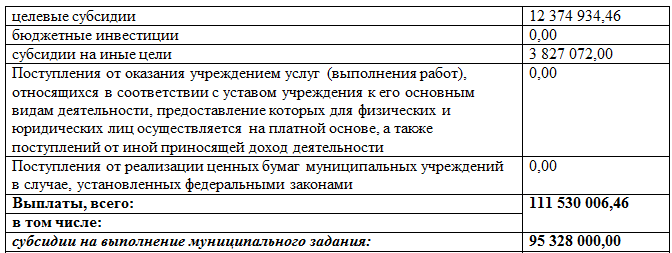 целевые субсидии 12 374 934,46
бюджетные инвестиции 0,00
субсидии на иные цели 3 827 072,00
Поступления от оказания учреждением услуг (выполнения работ), 0,00
относящихся в соответствии с уставом учреждения к его основным
видам деятельности, предоставление которых для физических и
юридических лиц осуществляется на платной основе, а также
поступлений от иной приносящей доход деятельности
Поступления от реализации ценных бумаг муниципальных учреждений 0,00
в случае, установленных федеральными законами
Выплаты, всего: 111 530 006,46
в том числе:
субсидии на выполнение муниципального задания: 95 328 000,00